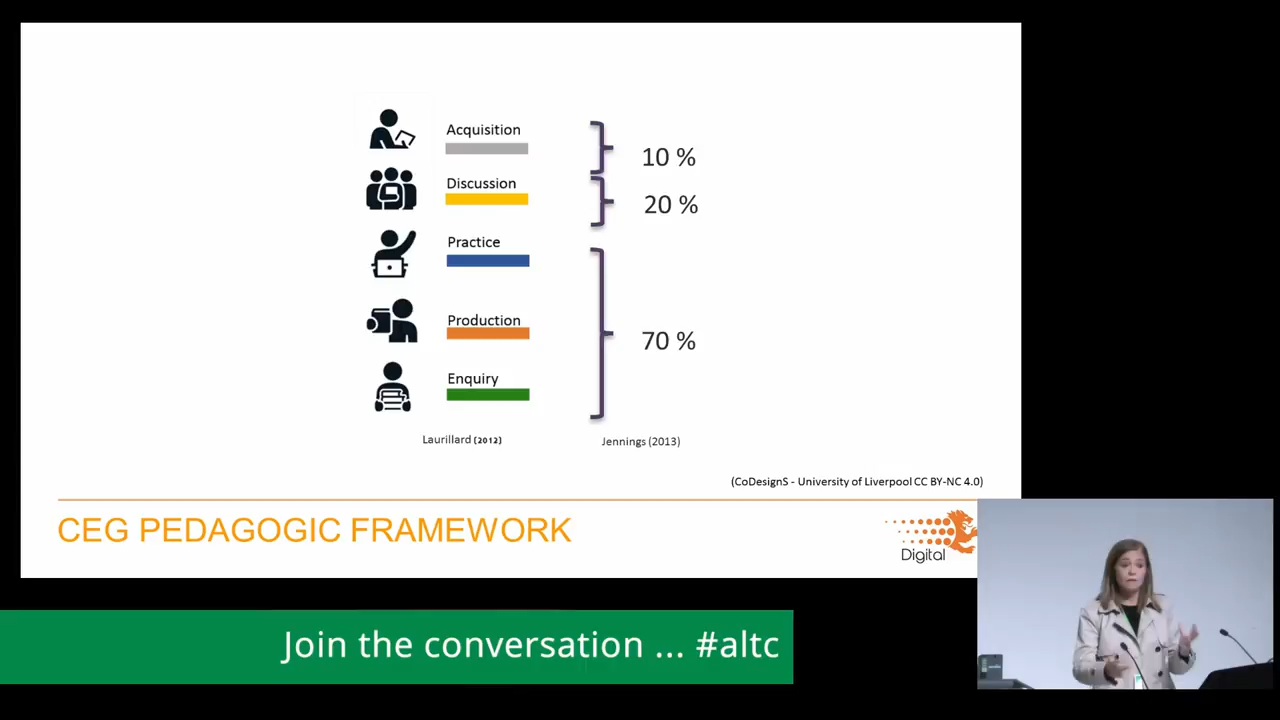 Acquisition
10 %
Discussion
20 %
Practice
Production
70 %
Enquiry
Laurillard (2012)
Jennings (2013)
(CoDesignS - University of Liverpool CC BY-NC 4.0)
CEG PEDAGOGIC FRAMEWORK
Digital
Join the conversation ... #altc